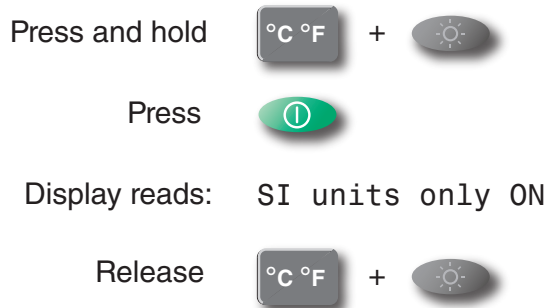 Press and hold °C °F +
Press
Display reads: SI units only ON
Release °C °F +